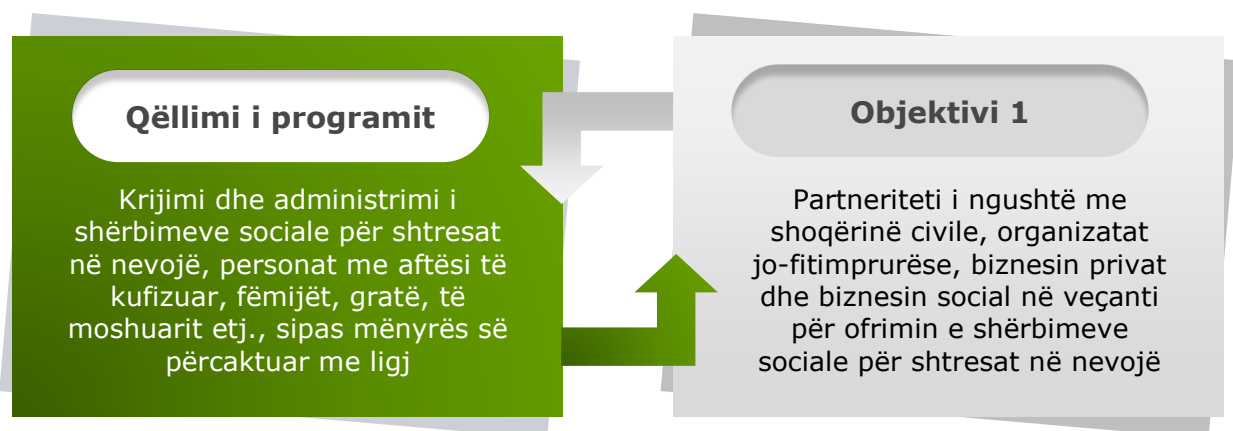 Qëllimi i programit
Krijimi dhe administrimi i
shërbimeve sociale për shtresat
në nevojë, personat me aftësi të
kufizuar, fëmijët, gratë, të
moshuarit etj., sipas mënyrës së
përcaktuar me ligj
Objektivi 1
Partneriteti i ngushtë me
shoqërinë civile, organizatat
jo-fitimprurëse, biznesin privat
dhe biznesin social në veçanti
për ofrimin e shërbimeve
sociale për shtresat në nevojë